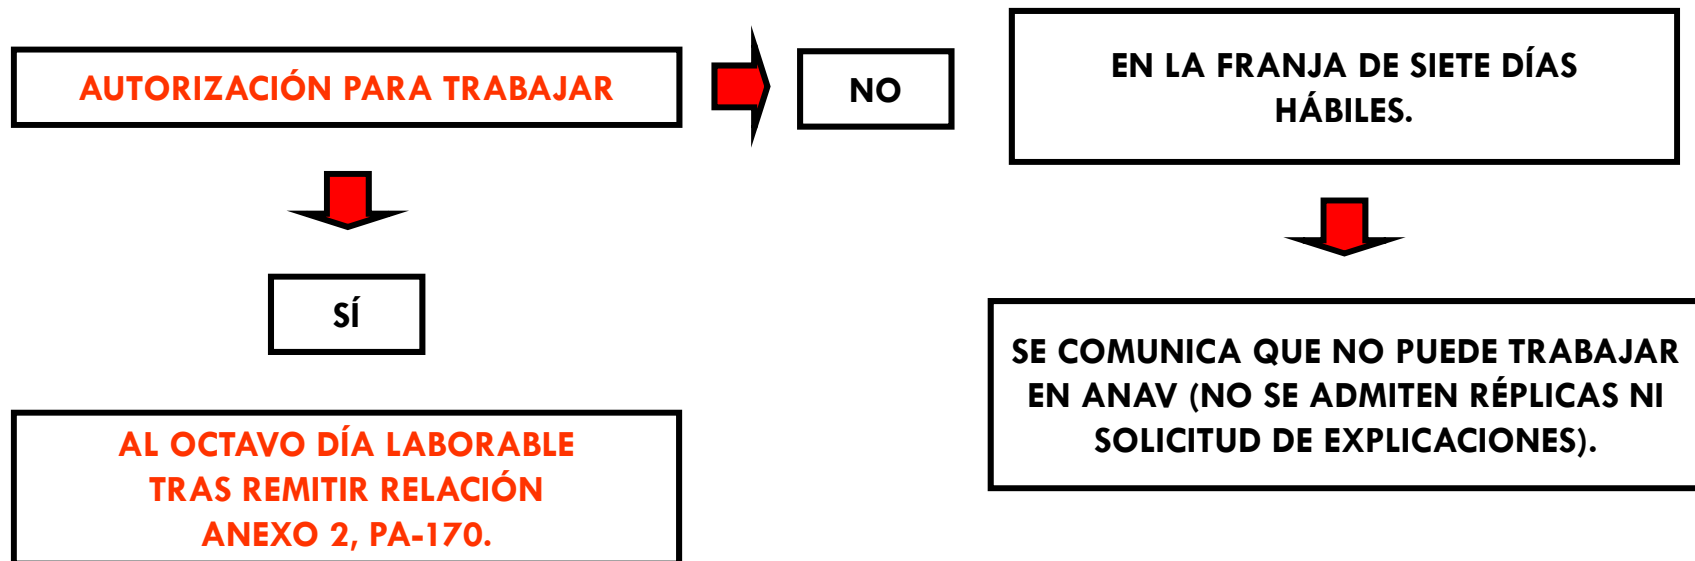 AUTORIZACIÓN PARA TRABAJAR
NO
EN LA FRANJA DE SIETE DÍAS
HÁBILES.
SÍ
SE COMUNICA QUE NO PUEDE TRABAJAR
EN ANAV (NO SE ADMITEN RÉPLICAS NI
SOLICITUD DE EXPLICACIONES).
AL OCTAVO DÍA LABORABLE
TRAS REMITIR RELACIÓN
ANEXO 2, PA-170.